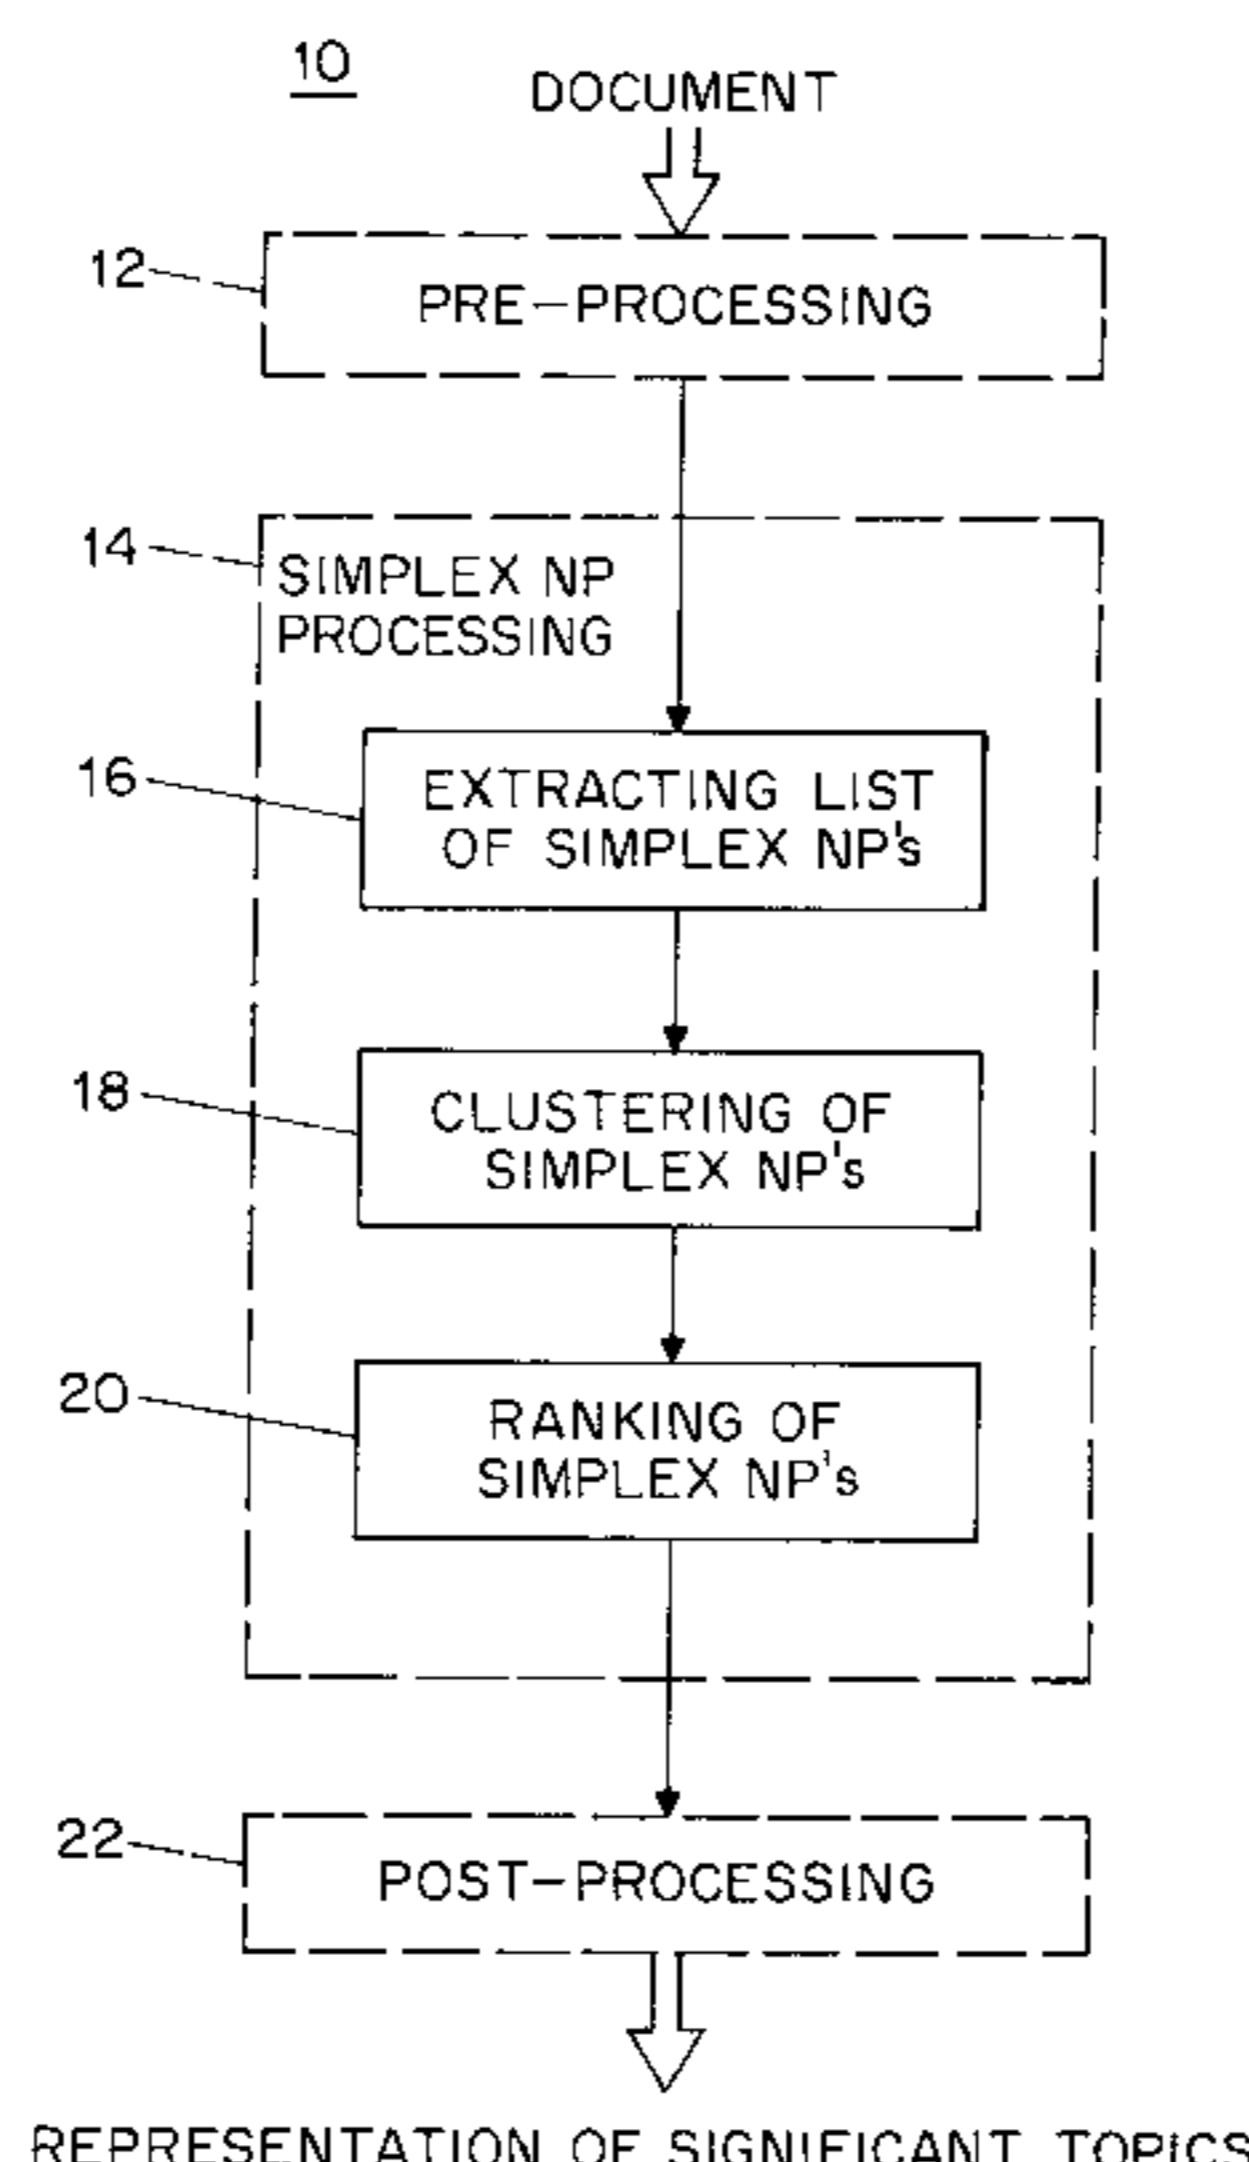 10
DOCUMENT
12
PRE-PROCESSING
14
SIMPLEX NP
PROCESSING
16
EXTRACTING LIST
OF SIMPLEX NP's
18
CLUSTERING OF
SIMPLEX NP's
20
RANKING OF
SIMPLEX NP's
22
POST-PROCESSING
REPRESENTATION OF SIGNIFICANT TOPICS